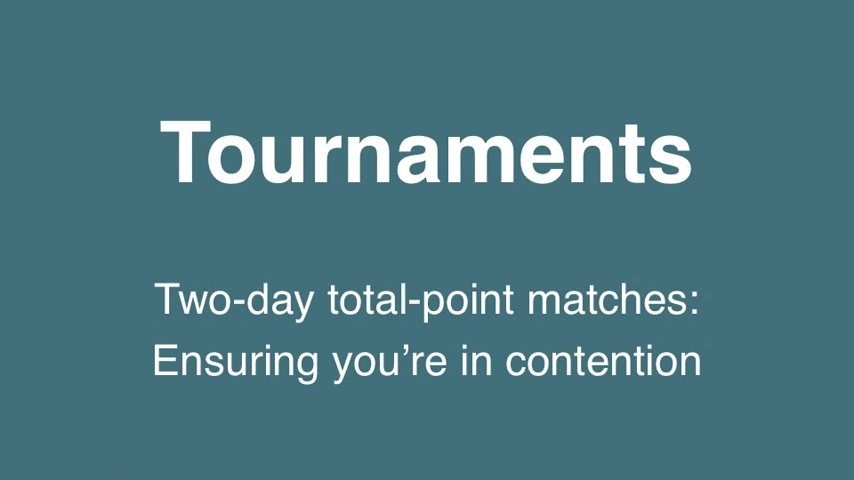 Tournaments
Two-day total-point matches:
Ensuring you’re in contention